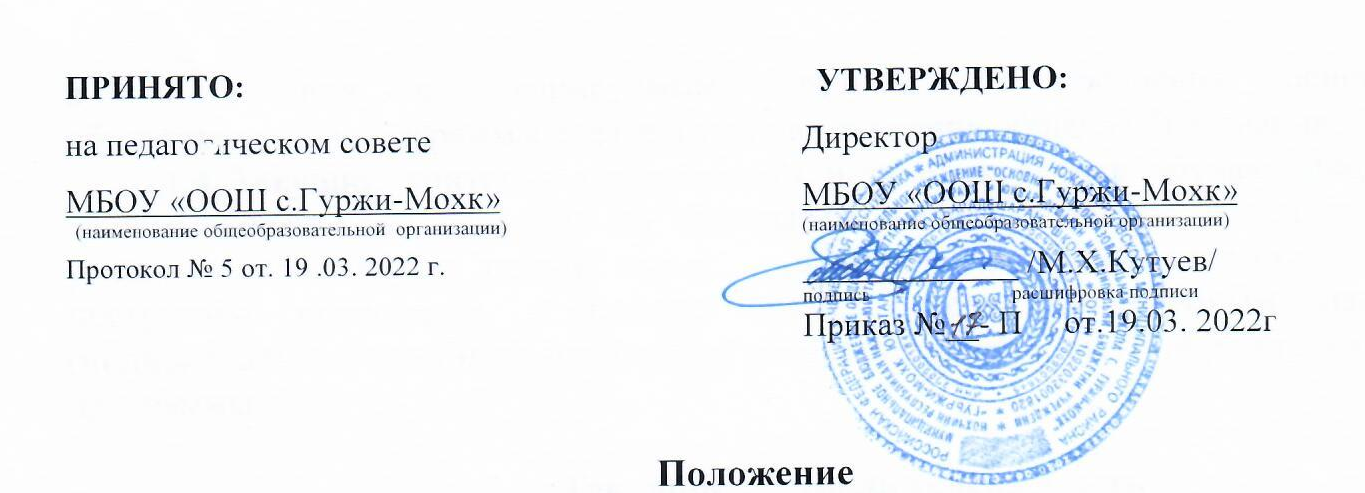 ПРИНЯТО:
на педагогическом совете
МБОУ «ООШ с.Гуржи-Мохк»
(наименование общеобразовательной организации)
Протокол № 5 от. 19 .03. 2022 г.
УТВЕРЖДЕНО:
Директор
МБОУ «ООШ с.Гуржи-Мохк»
(наименование общеобразовательной организации)
/М.Х.Кутуев/
подпись расшифровка подписи
Приказ № 17- П от.19.03. 2022г
Положение